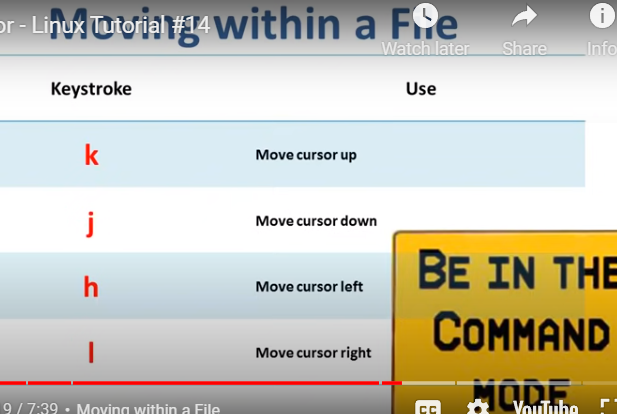 or - Linux Tutorial #14
Moving within a File
Watch later Share Info
Keystroke Use
k Move cursor up
j Move cursor down
h Move cursor left
l Move cursor right
BE IN THE
COMMAND
MODE
9 / 7:39 • Moving within a File
CC YouTube